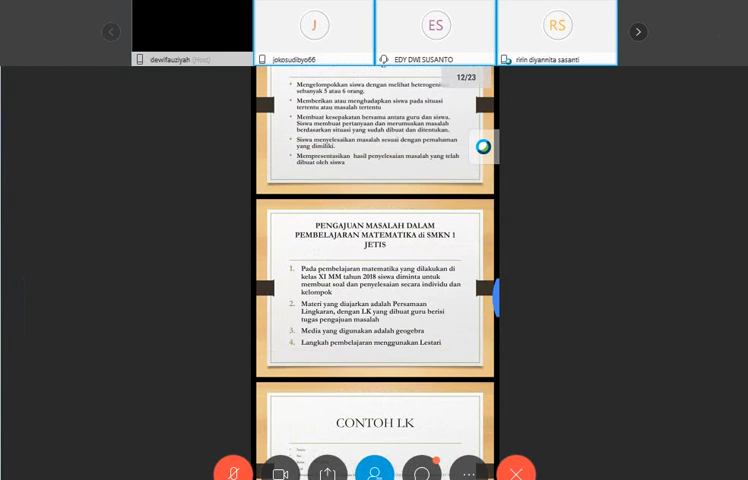 J
ES
RS
dewifauziyah (Host)
jokosudibyo66
EDY DWI SUSANTO
ririn diyannita sasanti
12/23
• Mengelompokkan siswa dengan melihat heterogenitas
sebanyak 5 atau 6 orang.
• Memberikan atau menghadapkan siswa pada situasi
tertentu atau masalah tertentu
• Membuat kesepakatan bersama antara guru dan siswa.
Siswa membuat pertanyaan dan merumuskan masalah
berdasarkan situasi yang sudah dibuat dan ditentukan.
• Siswa menyelesaikan masalah sesuai dengan pemahaman
yang dimiliki.
• Mempresentasikan hasil penyelesaian masalah yang telah
dibuat oleh siswa
PENGAJUAN MASALAH DALAM
PEMBELAJARAN MATEMATIKA di SMKN 1
JETIS
1. Pada pembelajaran matematika yang dilakukan di
kelas XI MM tahun 2018 siswa diminta untuk
membuat soal dan penyelesaian secara individu dan
kelompok
2. Materi yang diajarkan adalah Persamaan
Lingkaran, dengan LK yang dibuat guru berisi
tugas pengajuan masalah
3. Media yang digunakan adalah geogebra
4. Langkah pembelajaran menggunakan Lestari
CONTOH LK